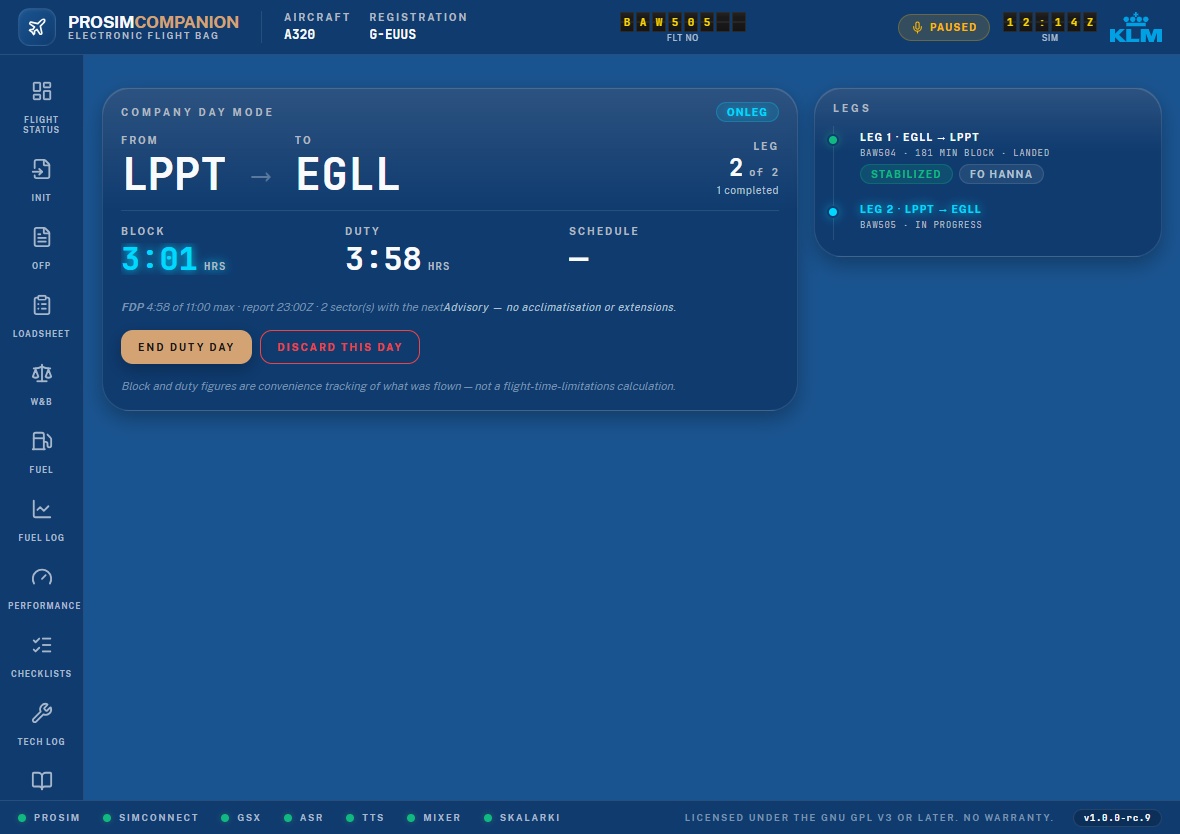 PROSIMCOMPANION
ELECTRONIC FLIGHT BAG
AIRCRAFT
A320
REGISTRATION
G-EUUS
BAW505
FLT NO
PAUSED
12:14Z
SIM
KLM
FLIGHT STATUS
INIT
OFP
LOADSHEET
W&B
FUEL
FUEL LOG
PERFORMANCE
CHECKLISTS
TECH LOG
COMPANY DAY MODE
ONLEG
FROM
LPPT
→
TO
EGLL
LEG
2 of 2
1 completed
BLOCK
3:01 HRS
DUTY
3:58 HRS
SCHEDULE
—
FDP 4:58 of 11:00 max · report 23:00Z · 2 sector(s) with the nextAdvisory — no acclimatisation or extensions.
END DUTY DAY
DISCARD THIS DAY
Block and duty figures are convenience tracking of what was flown — not a flight-time-limitations calculation.
LEGS
LEG 1 · EGLL → LPPT
BAW504 · 181 MIN BLOCK · LANDED
STABILIZED
FO HANNA
LEG 2 · LPPT → EGLL
BAW505 · IN PROGRESS
PROSIM
SIMCONNECT
GSX
ASR
TTS
MIXER
SKALARKI
LICENSED UNDER THE GNU GPL V3 OR LATER. NO WARRANTY.
v1.0.0-rc.9